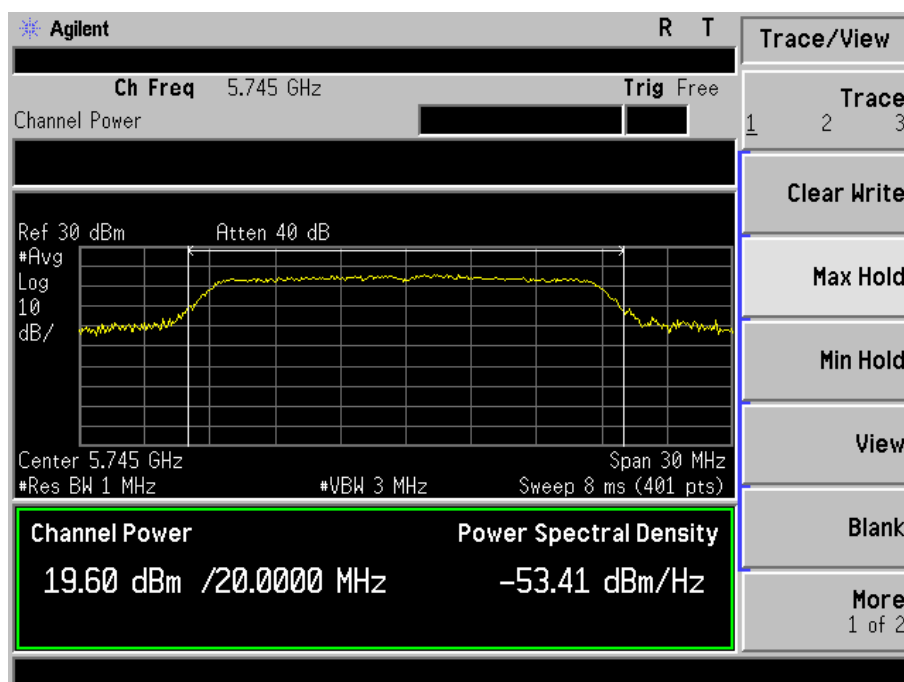 Agilent R T
Ch Freq 5.745 GHz Trig Free
Channel Power
Ref 30 dBm Atten 40 dB
#Avg
Log
10
dB/
Center 5.745 GHz Span 30 MHz
#Res BW 1 MHz #VBW 3 MHz Sweep 8 ms (401 pts)
Channel Power Power Spectral Density
19.60 dBm /20.0000 MHz -53.41 dBm/Hz
Trace/View
Trace
1 2 3
Clear Write
Max Hold
Min Hold
View
Blank
More
1 of 2